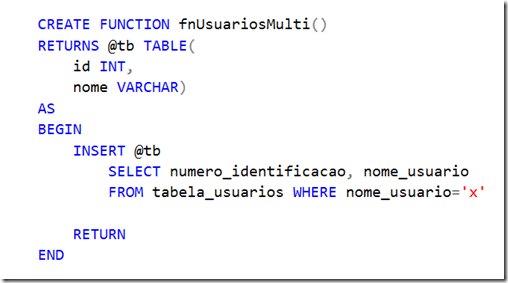 CREATE FUNCTION fnUsuariosMulti()
RETURNS @tb TABLE(
    id INT,
    nome VARCHAR)
AS
BEGIN
    INSERT @tb
        SELECT numero_identificacao, nome_usuario
        FROM tabela_usuarios WHERE nome_usuario='x'

    RETURN
END